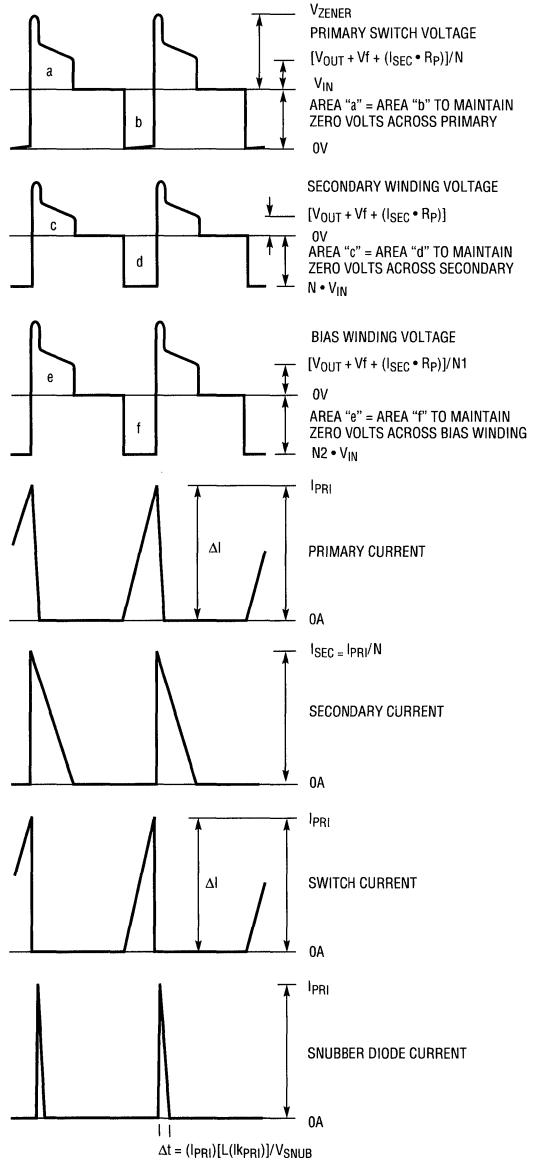 VZENER
PRIMARY SWITCH VOLTAGE
[VOUT + Vf + (ISEC • RP)]/N
a
VIN
AREA "a" = AREA "b" TO MAINTAIN
b
ZERO VOLTS ACROSS PRIMARY
0V
SECONDARY WINDING VOLTAGE
[VOUT + Vf + (ISEC • RP)]
c
0V
AREA "c" = AREA "d" TO MAINTAIN
d
ZERO VOLTS ACROSS SECONDARY
N • VIN
BIAS WINDING VOLTAGE
[VOUT + Vf + (ISEC • RP)]/N1
e
0V
AREA "e" = AREA "f" TO MAINTAIN
f
ZERO VOLTS ACROSS BIAS WINDING
N2 • VIN
IPRI
ΔI
PRIMARY CURRENT
0A
ISEC = IPRI/N
SECONDARY CURRENT
0A
IPRI
ΔI
SWITCH CURRENT
0A
IPRI
SNUBBER DIODE CURRENT
0A
Δt = (IPRI)[L(lkPRI)]/VSNUB